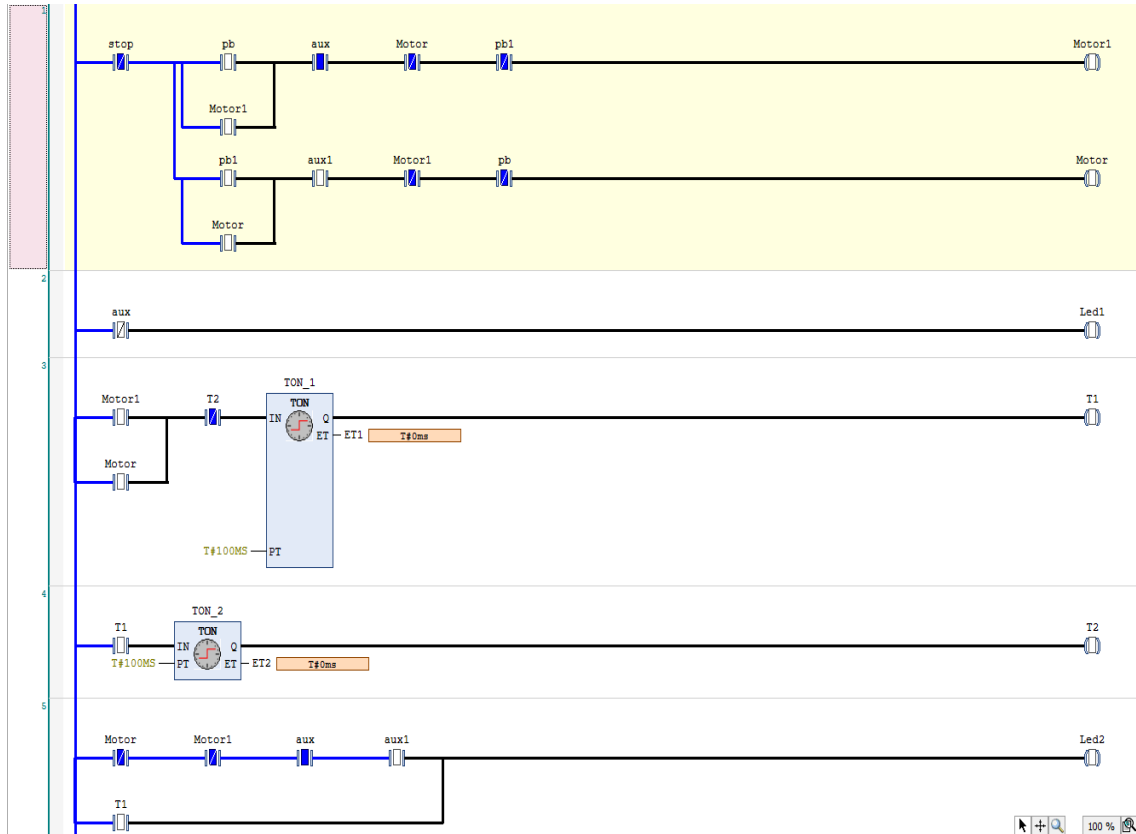 1
stop pb aux Motor pb1 Motor1
Motor1
pb1 aux1 Motor1 pb Motor
Motor
2
aux Led1
3
TON_1
Motor1 T2 TON T1
IN Q
ET ET1 T#0ms
Motor
T#100MS PT
4
TON_2
T1 TON T2
IN Q
T#100MS PT ET ET2 T#0ms
5
Motor Motor1 aux aux1 Led2
T1
100 %